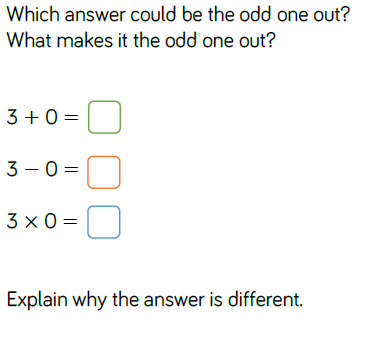 Which answer could be the odd one out?
What makes it the odd one out?
3 + 0 =
3 – 0 =
3 × 0 =
Explain why the answer is different.